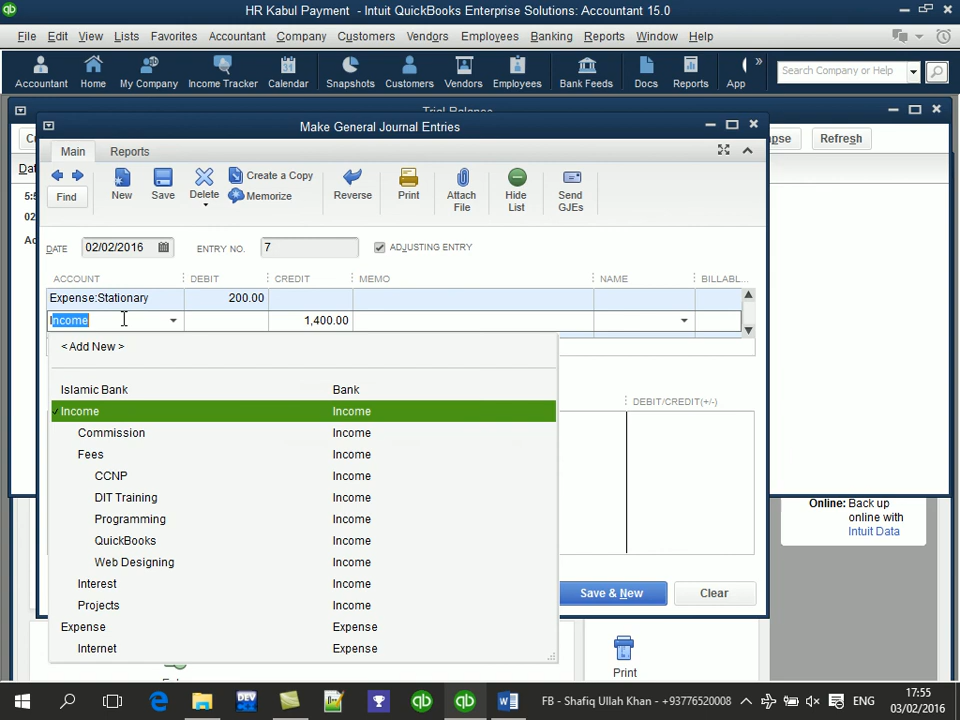 HR Kabul Payment - Intuit QuickBooks Enterprise Solutions: Accountant 15.0
File Edit View Lists Favorites Accountant Company Customers Vendors Employees Banking Reports Window Help
Accountant Home My Company Income Tracker Calendar Snapshots Customers Vendors Employees Bank Feeds Docs Reports App » Search Company or Help
Make General Journal Entries
Refresh
Main Reports
Find New Save Delete Create a Copy Memorize Reverse Print Attach File Hide List Send GJEs
DATE 02/02/2016 ENTRY NO. 7 ADJUSTING ENTRY
ACCOUNT DEBIT CREDIT MEMO NAME BILLABL...
Expense:Stationary 200.00
Income 1,400.00
< Add New >
Islamic Bank Bank
Income Income
Commission Income
Fees Income
CCNP Income
DIT Training Income
Programming Income
QuickBooks Income
Web Designing Income
Interest Income
Projects Income
Expense Expense
Internet Expense
DEBIT/CREDIT(+/-)
Online: Back up
online with
Intuit Data
Save & New Clear
Print
FB - Shafiq Ullah Khan - +93776520008 ENG 17:55
03/02/2016